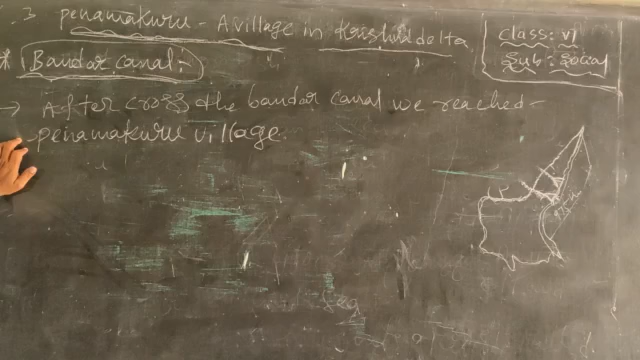 .3 penamakuru - A village in Krishna delta
Class: VI
Sub: Social
* Bandar canal:-
→ After cross the bandar canal we reached -
penamakuru village.